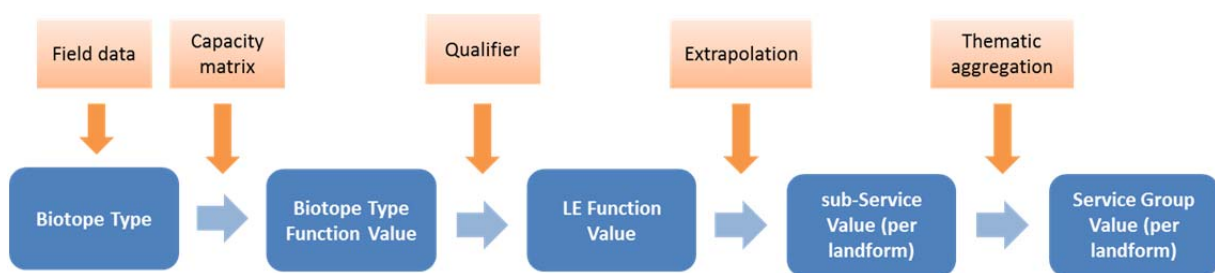 Field data
Capacity
matrix
Qualifier
Extrapolation
Thematic
aggregation
Biotope Type
Biotope Type
Function Value
LE Function
Value
sub-Service
Value (per
landform)
Service Group
Value (per
landform)